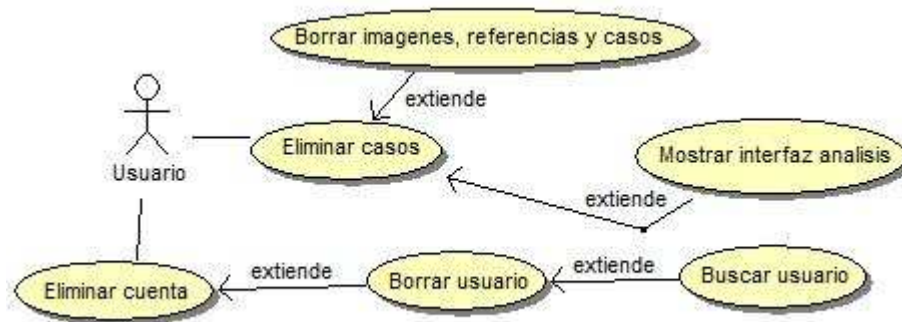 Borrar imagenes, referencias y casos
extiende
Eliminar casos
Mostrar interfaz analisis
Usuario
extiende
Eliminar cuenta
extiende
Borrar usuario
extiende
Buscar usuario